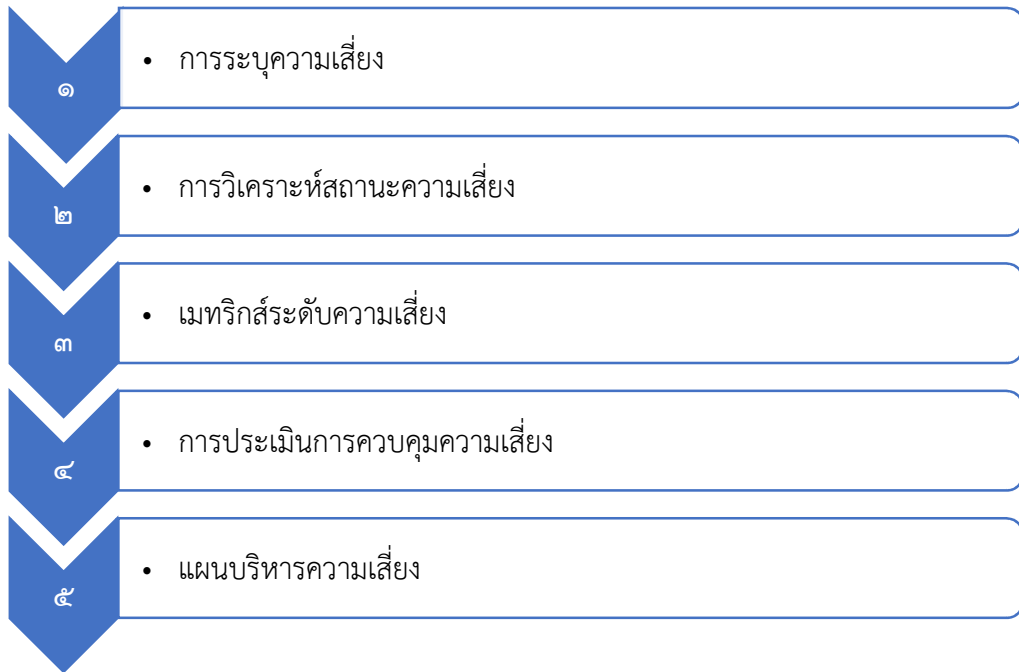 ๑
• การระบุความเสี่ยง
๒
• การวิเคราะห์สถานะความเสี่ยง
๓
• เมทริกส์ระดับความเสี่ยง
๔
• การประเมินการควบคุมความเสี่ยง
๕
• แผนบริหารความเสี่ยง